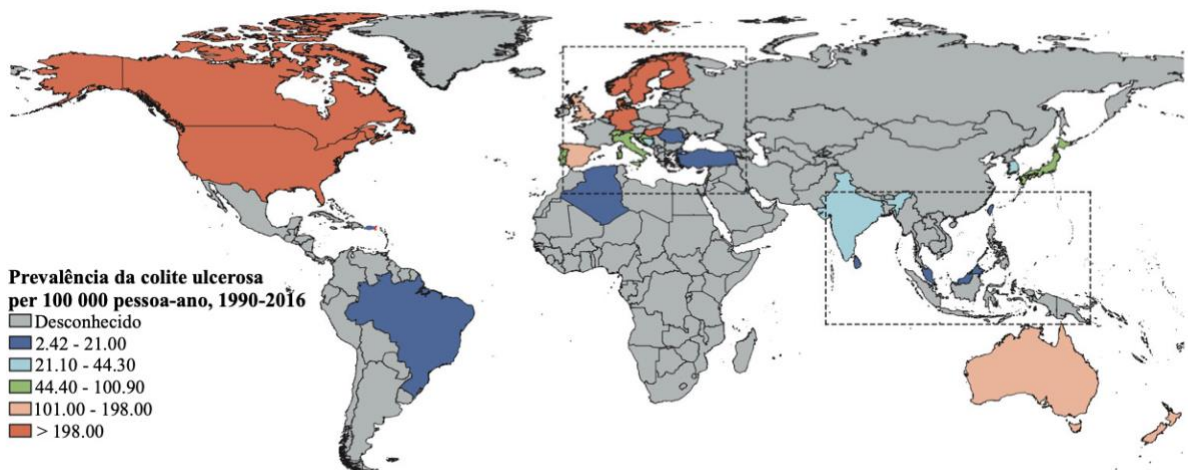 Prevalência da colite ulcerosa
per 100 000 pessoa-ano, 1990-2016
Desconhecido
2.42 - 21.00
21.10 - 44.30
44.40 - 100.90
101.00 - 198.00
> 198.00